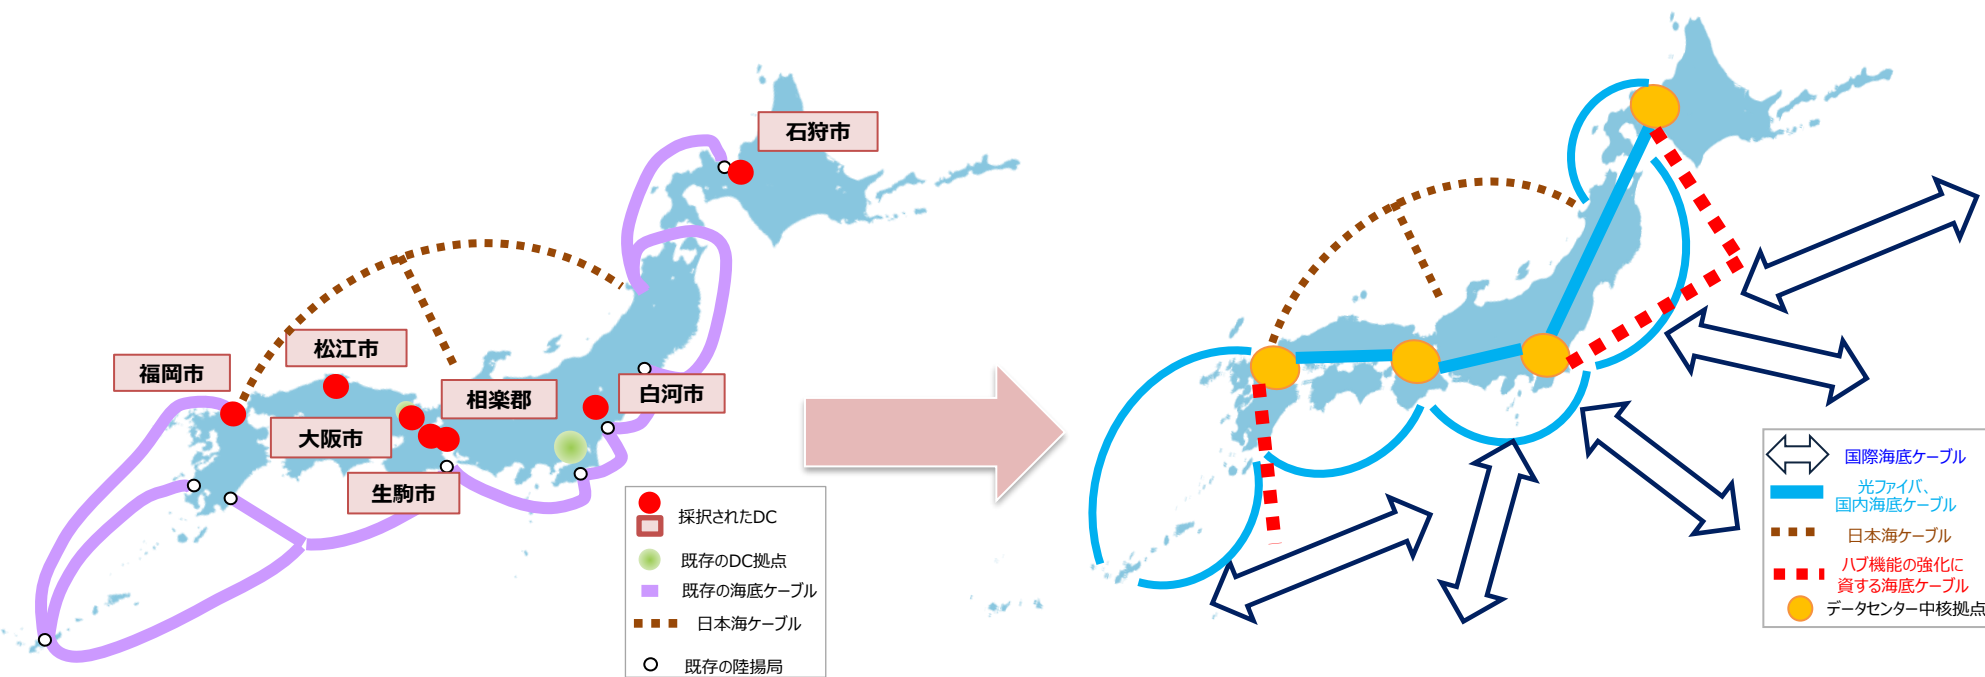 石狩市
松江市
福岡市
相楽郡
白河市
大阪市
生駒市
採択されたDC
既存のDC拠点
既存の海底ケーブル
日本海ケーブル
既存の陸揚局
国際海底ケーブル
光ファイバ、
国内海底ケーブル
日本海ケーブル
ハブ機能の強化に
資する海底ケーブル
データセンター中核拠点